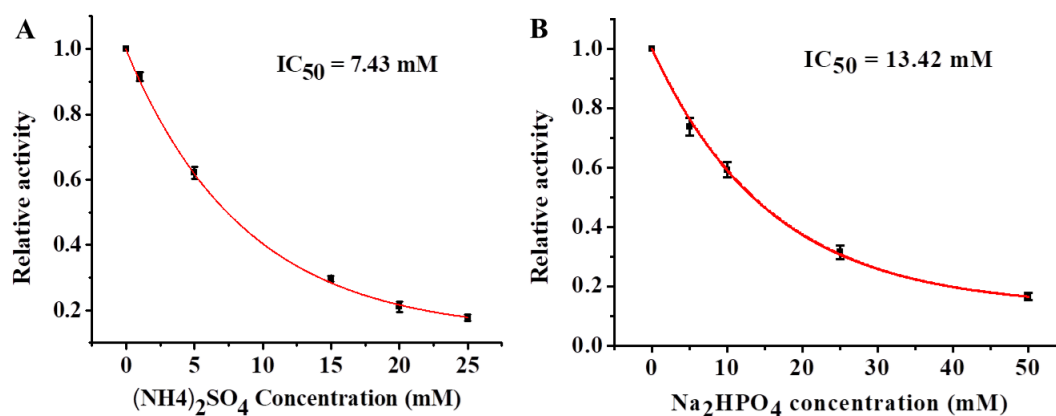 A
IC50 = 7.43 mM
Relative activity
1.0
0.8
0.6
0.4
0.2
0 5 10 15 20 25
(NH4)2SO4 Concentration (mM)
B
IC50 = 13.42 mM
Relative activity
1.0
0.8
0.6
0.4
0.2
0.0
0 10 20 30 40 50
Na2HPO4 concentration (mM)